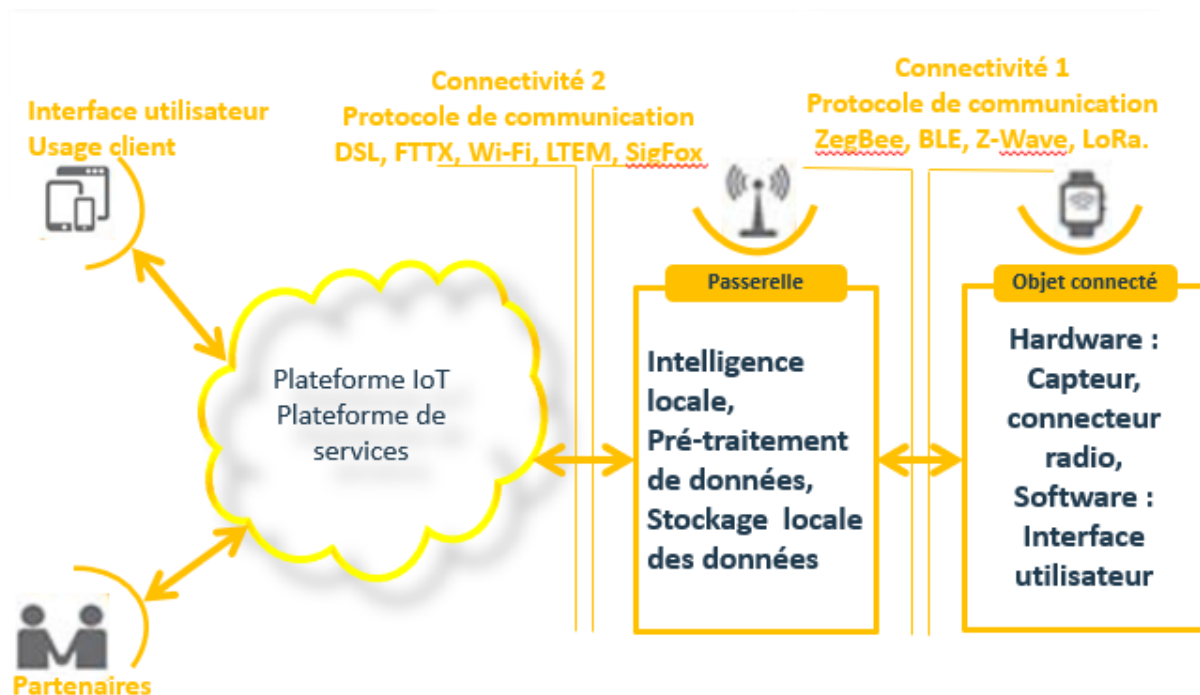 Interface utilisateur
Usage client
Connectivité 2
Protocole de communication
DSL, FTTX, Wi-Fi, LTEM, SigFox
Connectivité 1
Protocole de communication
ZegBee, BLE, Z-Wave, LoRa.
Plateforme IoT
Plateforme de
services
Passerelle
Intelligence
locale,
Pré-traitement
de données,
Stockage locale
des données
Objet connecté
Hardware :
Capteur,
connecteur
radio,
Software :
Interface
utilisateur
Partenaires